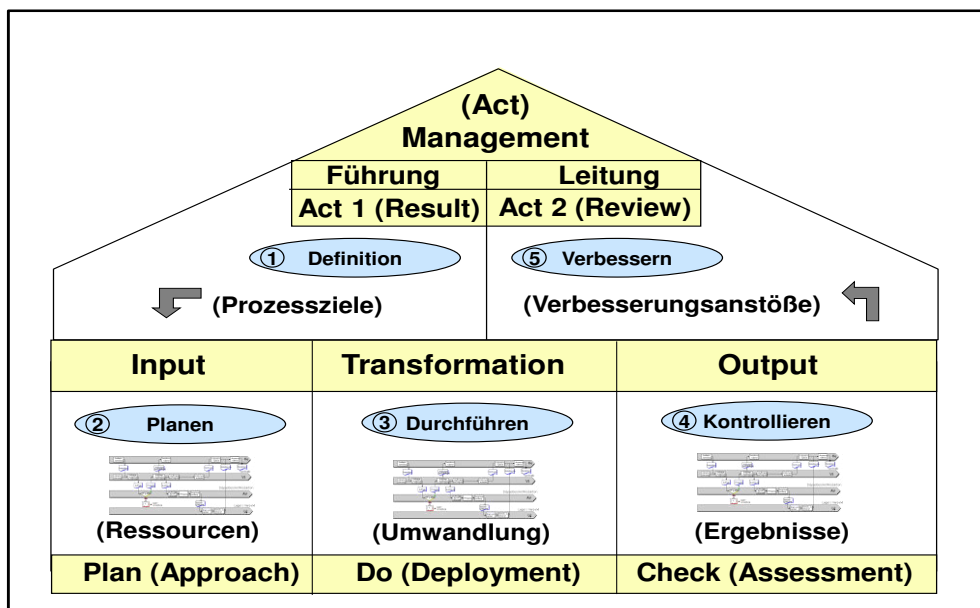 (Act)
Management
Führung Leitung
Act 1 (Result) Act 2 (Review)
1 Definition 5 Verbessern
(Prozessziele) (Verbesserungsanstöße)
Input Transformation Output
2 Planen 3 Durchführen 4 Kontrollieren
(Ressourcen) (Umwandlung) (Ergebnisse)
Plan (Approach) Do (Deployment) Check (Assessment)